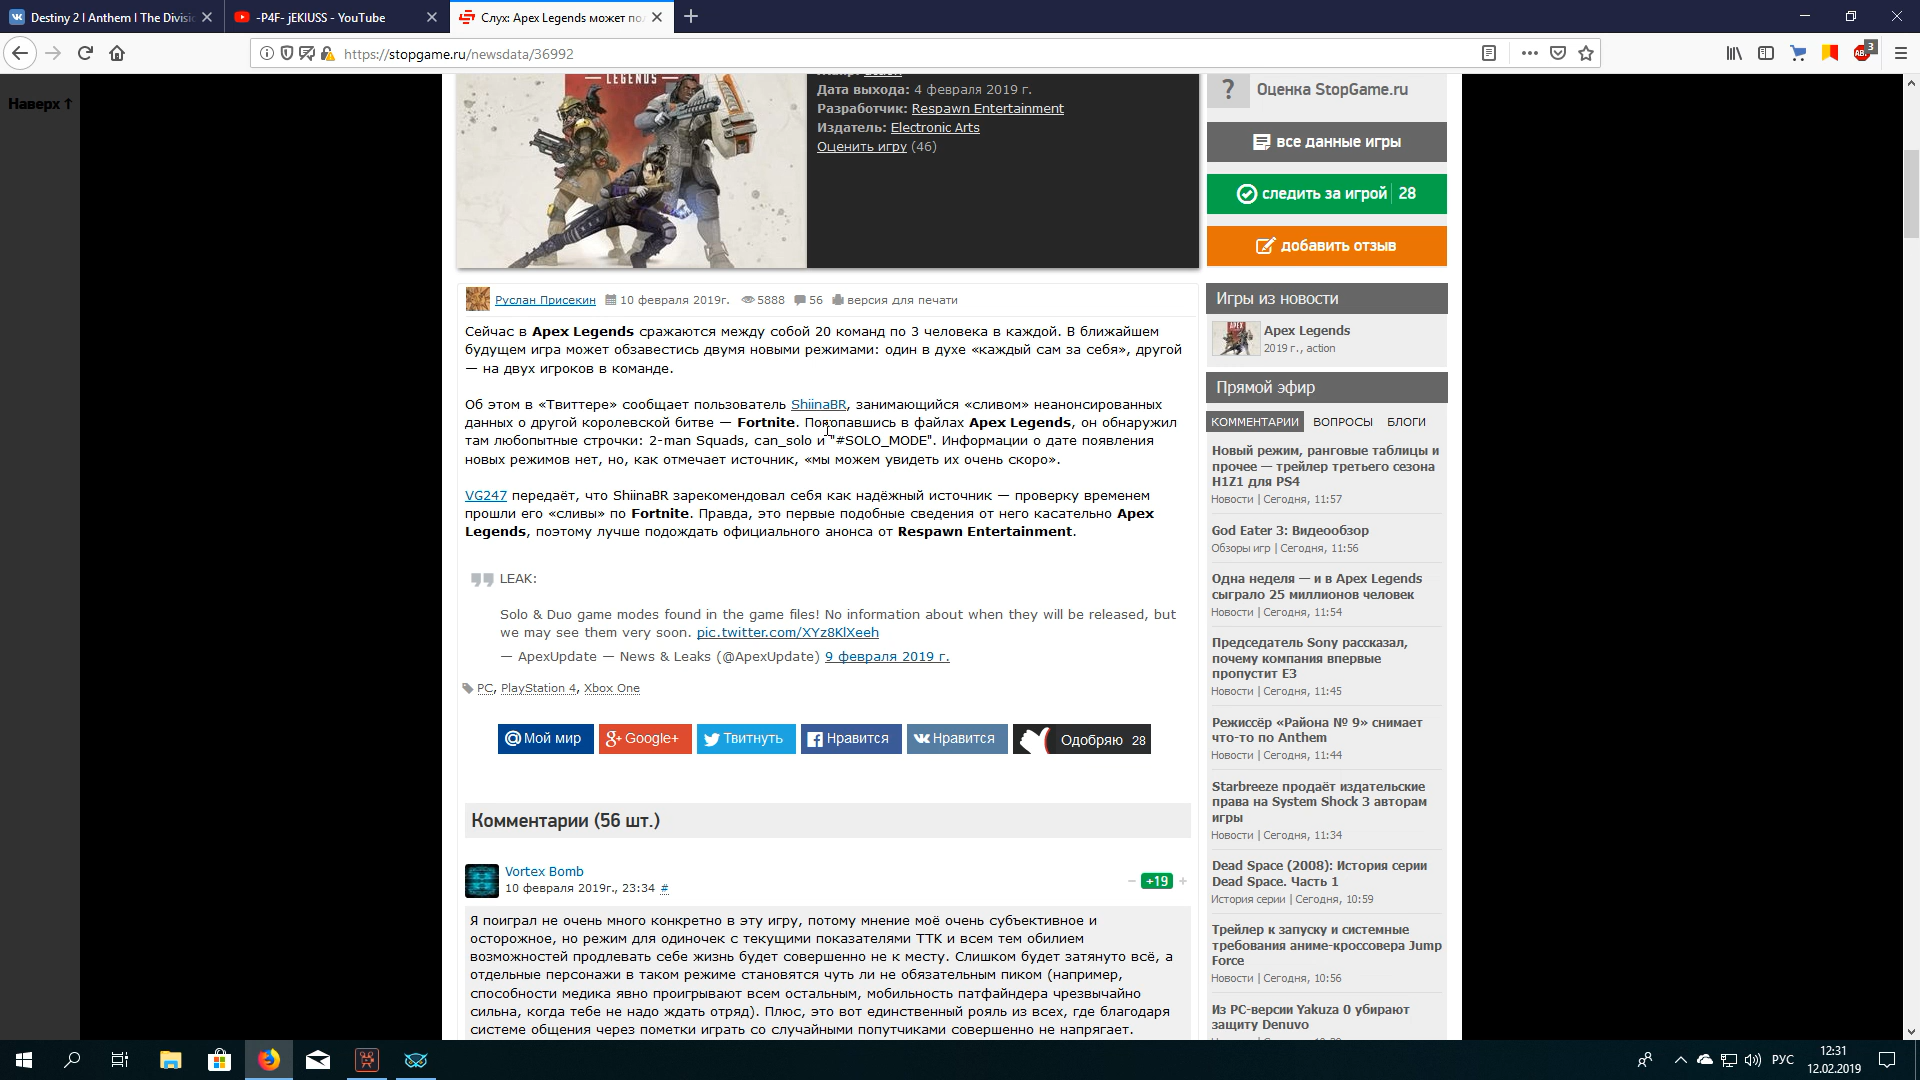 Destiny 2 | Anthem | The Divisi
-P4F- jEKIUSS - YouTube
Слух: Apex Legends может по
https://stopgame.ru/newsdata/36992
Наверх ↑
LEGENDS
Дата выхода: 4 февраля 2019 г.
Разработчик: Respawn Entertainment
Издатель: Electronic Arts
Оценить игру (46)
? Оценка StopGame.ru
все данные игры
следить за игрой 28
добавить отзыв
Руслан Присекин 10 февраля 2019г. 5888 56 версия для печати
Сейчас в Apex Legends сражаются между собой 20 команд по 3 человека в каждой. В ближайшем
будущем игра может обзавестись двумя новыми режимами: один в духе «каждый сам за себя», другой
— на двух игроков в команде.
Об этом в «Твиттере» сообщает пользователь ShiinaBR, занимающийся «сливом» неанонсированных
данных о другой королевской битве — Fortnite. Покопавшись в файлах Apex Legends, он обнаружил
там любопытные строчки: 2-man Squads, can_solo и "#SOLO_MODE". Информации о дате появления
новых режимов нет, но, как отмечает источник, «мы можем увидеть их очень скоро».
VG247 передаёт, что ShiinaBR зарекомендовал себя как надёжный источник — проверку временем
прошли его «сливы» по Fortnite. Правда, это первые подобные сведения от него касательно Apex
Legends, поэтому лучше подождать официального анонса от Respawn Entertainment.
LEAK:
Solo & Duo game modes found in the game files! No information about when they will be released, but
we may see them very soon. pic.twitter.com/XYz8KlXeeh
— ApexUpdate — News & Leaks (@ApexUpdate) 9 февраля 2019 г.
PC, PlayStation 4, Xbox One
Мой мир
Google+
Твитнуть
Нравится
Нравится
Одобряю 28
Комментарии (56 шт.)
Vortex Bomb
10 февраля 2019г., 23:34 #
− +19 +
Я поиграл не очень много конкретно в эту игру, потому мнение моё очень субъективное и
осторожное, но режим для одиночек с текущими показателями ТТК и всем тем обилием
возможностей продлевать себе жизнь будет совершенно не к месту. Слишком будет затянуто всё, а
отдельные персонажи в таком режиме становятся чуть ли не обязательным пиком (например,
способности медика явно проигрывают всем остальным, мобильность патфайндера чрезвычайно
сильна, когда тебе не надо ждать отряд). Плюс, это вот единственный рояль из всех, где благодаря
системе общения через пометки играть со случайными попутчиками совершенно не напрягает.
Игры из новости
APEX
Apex Legends
2019 г., action
Прямой эфир
КОММЕНТАРИИ ВОПРОСЫ БЛОГИ
Новый режим, ранговые таблицы и
прочее — трейлер третьего сезона
H1Z1 для PS4
Новости | Сегодня, 11:57
God Eater 3: Видеообзор
Обзоры игр | Сегодня, 11:56
Одна неделя — и в Apex Legends
сыграло 25 миллионов человек
Новости | Сегодня, 11:54
Председатель Sony рассказал,
почему компания впервые
пропустит E3
Новости | Сегодня, 11:45
Режиссёр «Района № 9» снимает
что-то по Anthem
Новости | Сегодня, 11:44
Starbreeze продаёт издательские
права на System Shock 3 авторам
игры
Новости | Сегодня, 11:34
Dead Space (2008): История серии
Dead Space. Часть 1
История серии | Сегодня, 10:59
Трейлер к запуску и системные
требования аниме-кроссовера Jump
Force
Новости | Сегодня, 10:56
Из PC-версии Yakuza 0 убирают
защиту Denuvo
РУС
12:31
12.02.2019
ABP
3